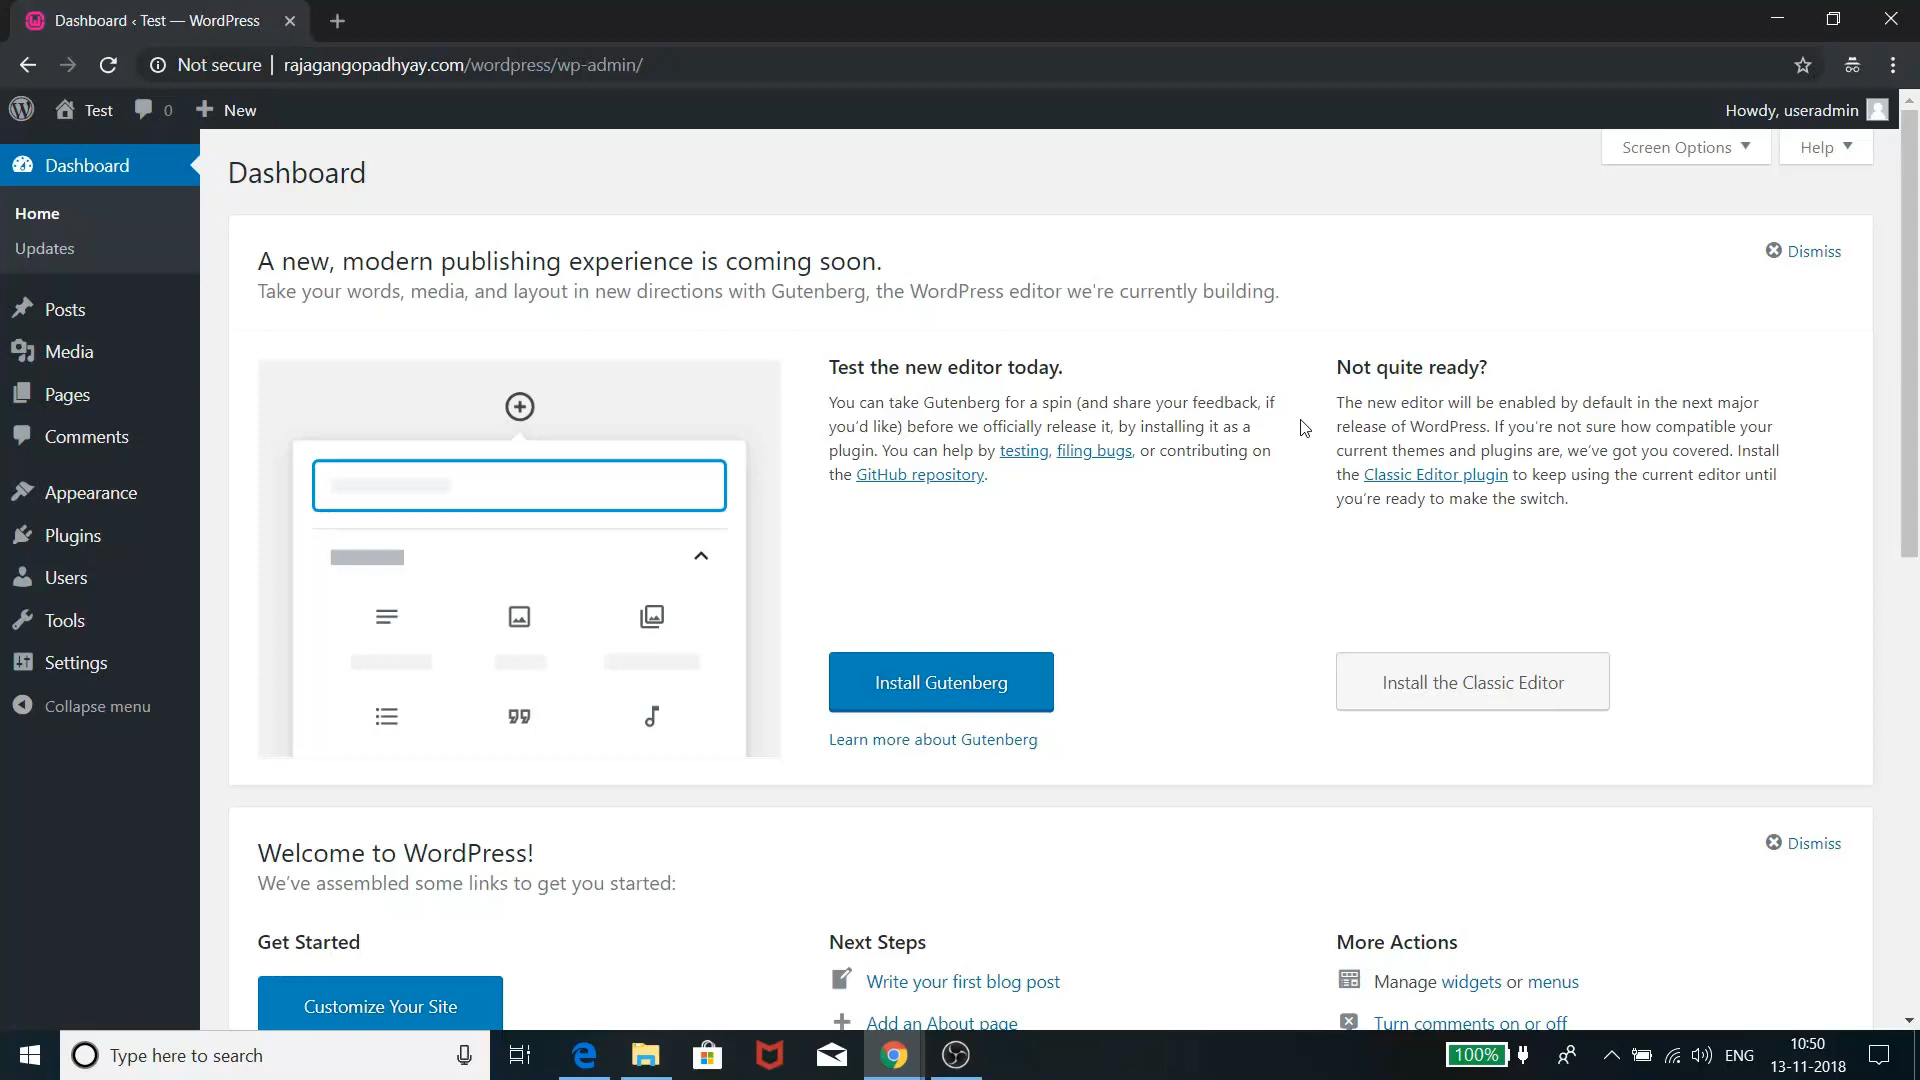 Dashboard ‹ Test — WordPress
Not secure | rajagangopadhyay.com/wordpress/wp-admin/
Test 0 New Howdy, useradmin
Screen Options Help
Dashboard
Home
Updates
Posts
Media
Pages
Comments
Appearance
Plugins
Users
Tools
Settings
Collapse menu
Dashboard
A new, modern publishing experience is coming soon.
Dismiss
Take your words, media, and layout in new directions with Gutenberg, the WordPress editor we're currently building.
Test the new editor today.
You can take Gutenberg for a spin (and share your feedback, if
you'd like) before we officially release it, by installing it as a
plugin. You can help by testing, filing bugs, or contributing on
the GitHub repository.
Install Gutenberg
Learn more about Gutenberg
Not quite ready?
The new editor will be enabled by default in the next major
release of WordPress. If you're not sure how compatible your
current themes and plugins are, we've got you covered. Install
the Classic Editor plugin to keep using the current editor until
you're ready to make the switch.
Install the Classic Editor
Welcome to WordPress!
Dismiss
We've assembled some links to get you started:
Get Started
Customize Your Site
Next Steps
Write your first blog post
Add an About page
More Actions
Manage widgets or menus
Turn comments on or off
Type here to search
100%
ENG
10:50
13-11-2018